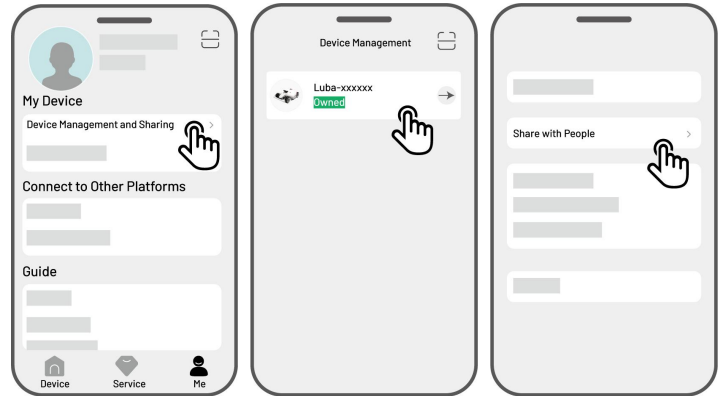 My Device
Device Management and Sharing
Connect to Other Platforms
Guide
Device
Service
Me
Device Management
Luba-xxxxxx
Owned
Share with People